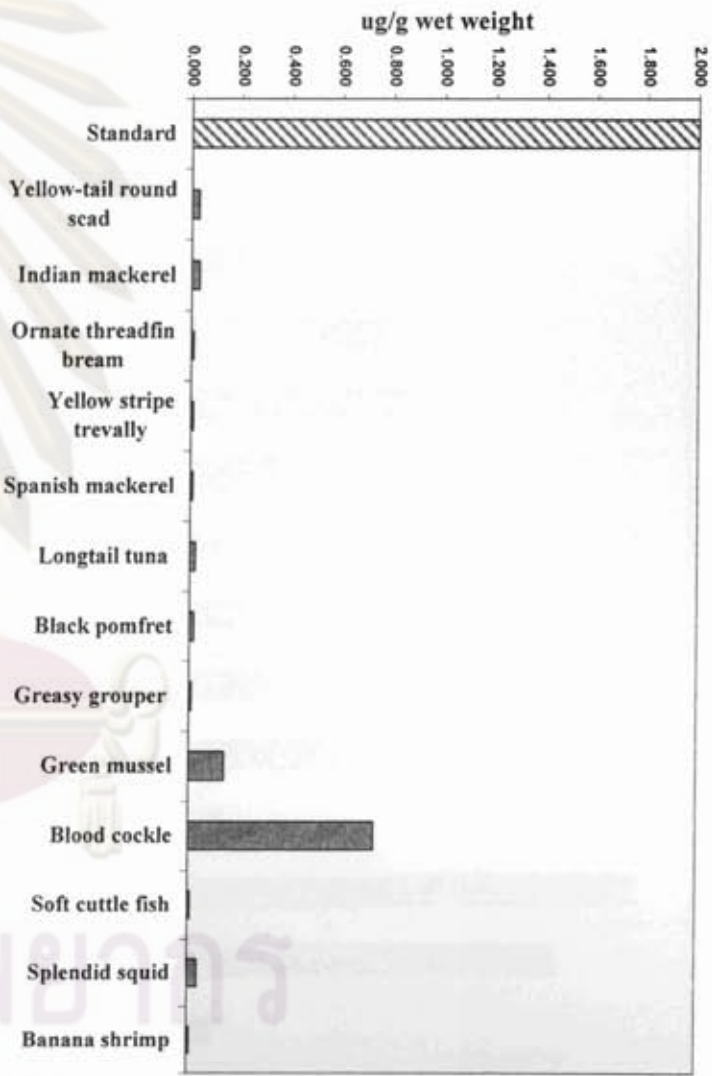 ug/g wet weight
0.000
0.200
0.400
0.600
0.800
1.000
1.200
1.400
1.600
1.800
2.000
Standard
Yellow-tail round
scad
Indian mackerel
Ornate threadfin
bream
Yellow stripe
trevally
Spanish mackerel
Longtail tuna
Black pomfret
Greasy grouper
Green mussel
Blood cockle
Soft cuttle fish
Splendid squid
Banana shrimp